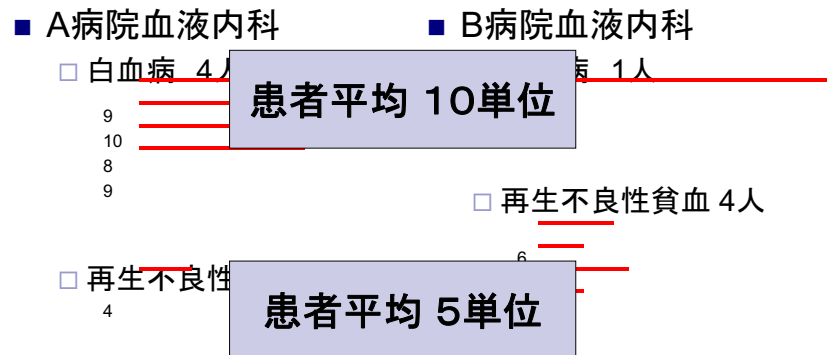 ■ A病院血液内科
□ 白血病 4人
9
10
8
9
□ 再生不良性
4
■ B病院血液内科
病 1人
□ 再生不良性貧血 4人
6
患者平均 10単位
患者平均 5単位